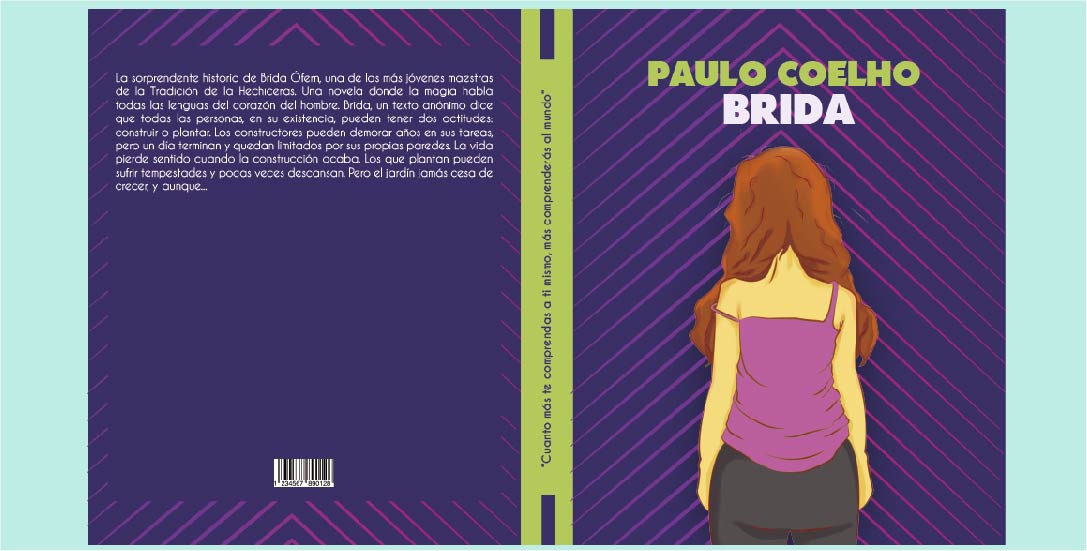 La sorprendente historia de Brida Ófem, una de las más jóvenes maestras
de la Tradición de la Hechiceras. Una novela donde la magia habla
todas las lenguas del corazón del hombre. Brida, un texto anónimo dice
que todas las personas, en su existencia, pueden tener dos actitudes:
construir o plantar. Los constructores pueden demorar años en sus tareas,
pero un día terminan y quedan limitados por sus propias paredes. La vida
pierde sentido cuando la construcción acaba. Los que plantan pueden
sufrir tempestades y pocas veces descansan. Pero el jardín jamás cesa de
crecer, y aunque...
1 234567 890128
"Cuanto más te comprendas a ti mismo, más comprenderás al mundo"
PAULO COELHO
BRIDA